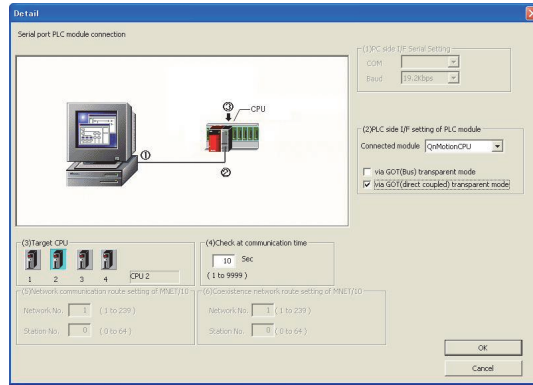 Detail
Serial port PLC module connection
(1)PC side I/F Serial Setting
COM
Baud 19.2Kbps
③
CPU
①
②
(2)PLC side I/F setting of PLC module
Connected module QnMotionCPU
via GOT(Bus) transparent mode
via GOT(direct coupled) transparent mode
(3)Target CPU
1 2 3 4 CPU 2
(4)Check at communication time
10 Sec
( 1 to 9999 )
(5)Network communication route setting of MNET/10
Network No. 1 ( 1 to 239 )
Station No. 0 ( 0 to 64 )
(6)Coexistence network route setting of MNET/10
Network No. 1 ( 1 to 239 )
Station No. 0 ( 0 to 64 )
OK
Cancel